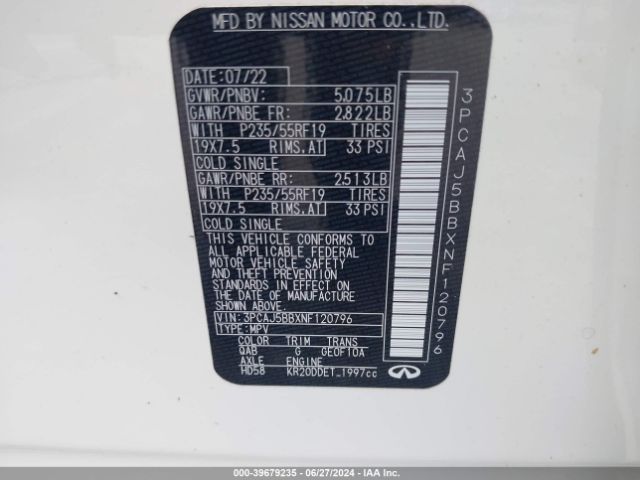 MFD BY NISSAN MOTOR CO.,LTD.
DATE: 07/22
GVWR/PNBV: 5,075LB
GAWR/PNBE FR: 2,822LB
WITH P235/55RF19 TIRES
19X7.5 RIMS.AT 33 PSI
COLD SINGLE
GAWR/PNBE RR: 2,513LB
WITH P235/55RF19 TIRES
19X7.5 RIMS.AT 33 PSI
COLD SINGLE
THIS VEHICLE CONFORMS TO
ALL APPLICABLE FEDERAL
MOTOR VEHICLE SAFETY
AND THEFT PREVENTION
STANDARDS IN EFFECT ON
THE DATE OF MANUFACTURE
SHOWN ABOVE.
VIN: 3PCAJ5BBXNF120796
TYPE: MPV
COLOR TRIM TRANS
QAB G GE0F10A
AXLE ENGINE
HD58 KR20DDET 1997cc
3PCAJ5BBXNF120796
000-39679235 - 06/27/2024 - IAA Inc.